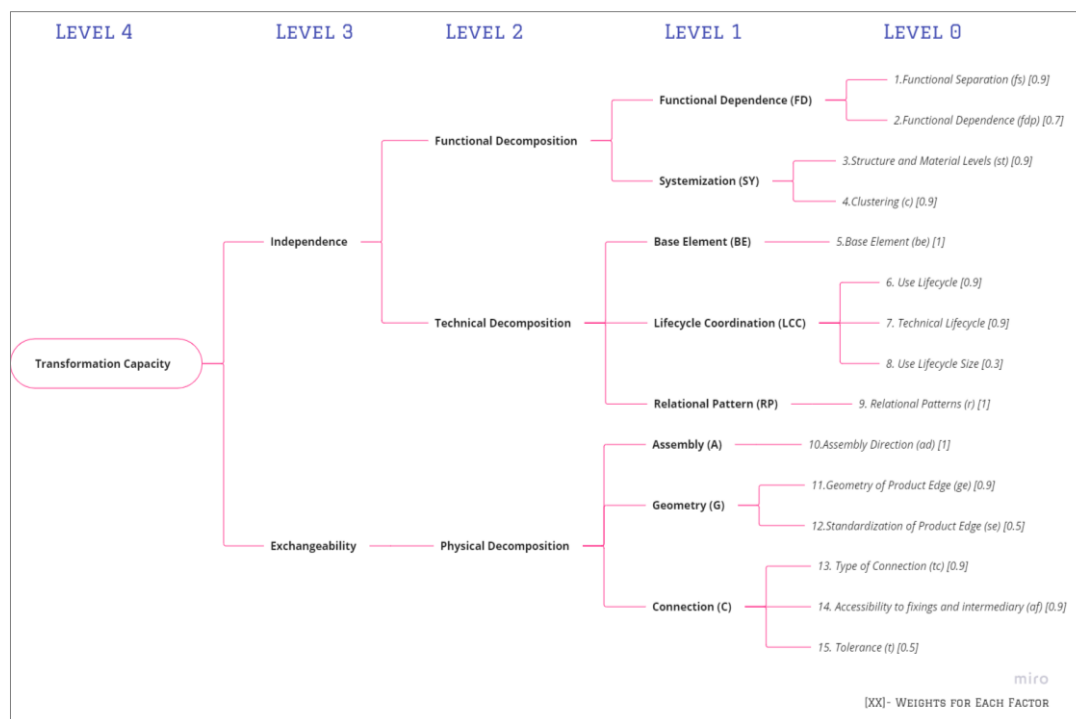 LEVEL 4
LEVEL 3
LEVEL 2
LEVEL 1
LEVEL 0
1.Functional Separation (fs) [0.9]
Functional Dependence (FD)
2.Functional Dependence (fdp) [0.7]
Functional Decomposition
3.Structure and Material Levels (st) [0.9]
Systemization (SY)
4.Clustering (c) [0.9]
Independence
Base Element (BE)
5.Base Element (be) [1]
6. Use Lifecycle [0.9]
Technical Decomposition
Lifecycle Coordination (LCC)
7. Technical Lifecycle [0.9]
Transformation Capacity
8. Use Lifecycle Size [0.3]
Relational Pattern (RP)
9. Relational Patterns (r) [1]
Assembly (A)
10.Assembly Direction (ad) [1]
11.Geometry of Product Edge (ge) [0.9]
Geometry (G)
12.Standardization of Product Edge (se) [0.5]
Exchangeability
Physical Decomposition
13. Type of Connection (tc) [0.9]
Connection (C)
14. Accessibility to fixings and intermediary (af) [0.9]
15. Tolerance (t) [0.5]
miro
[XX]- WEIGHTS FOR EACH FACTOR